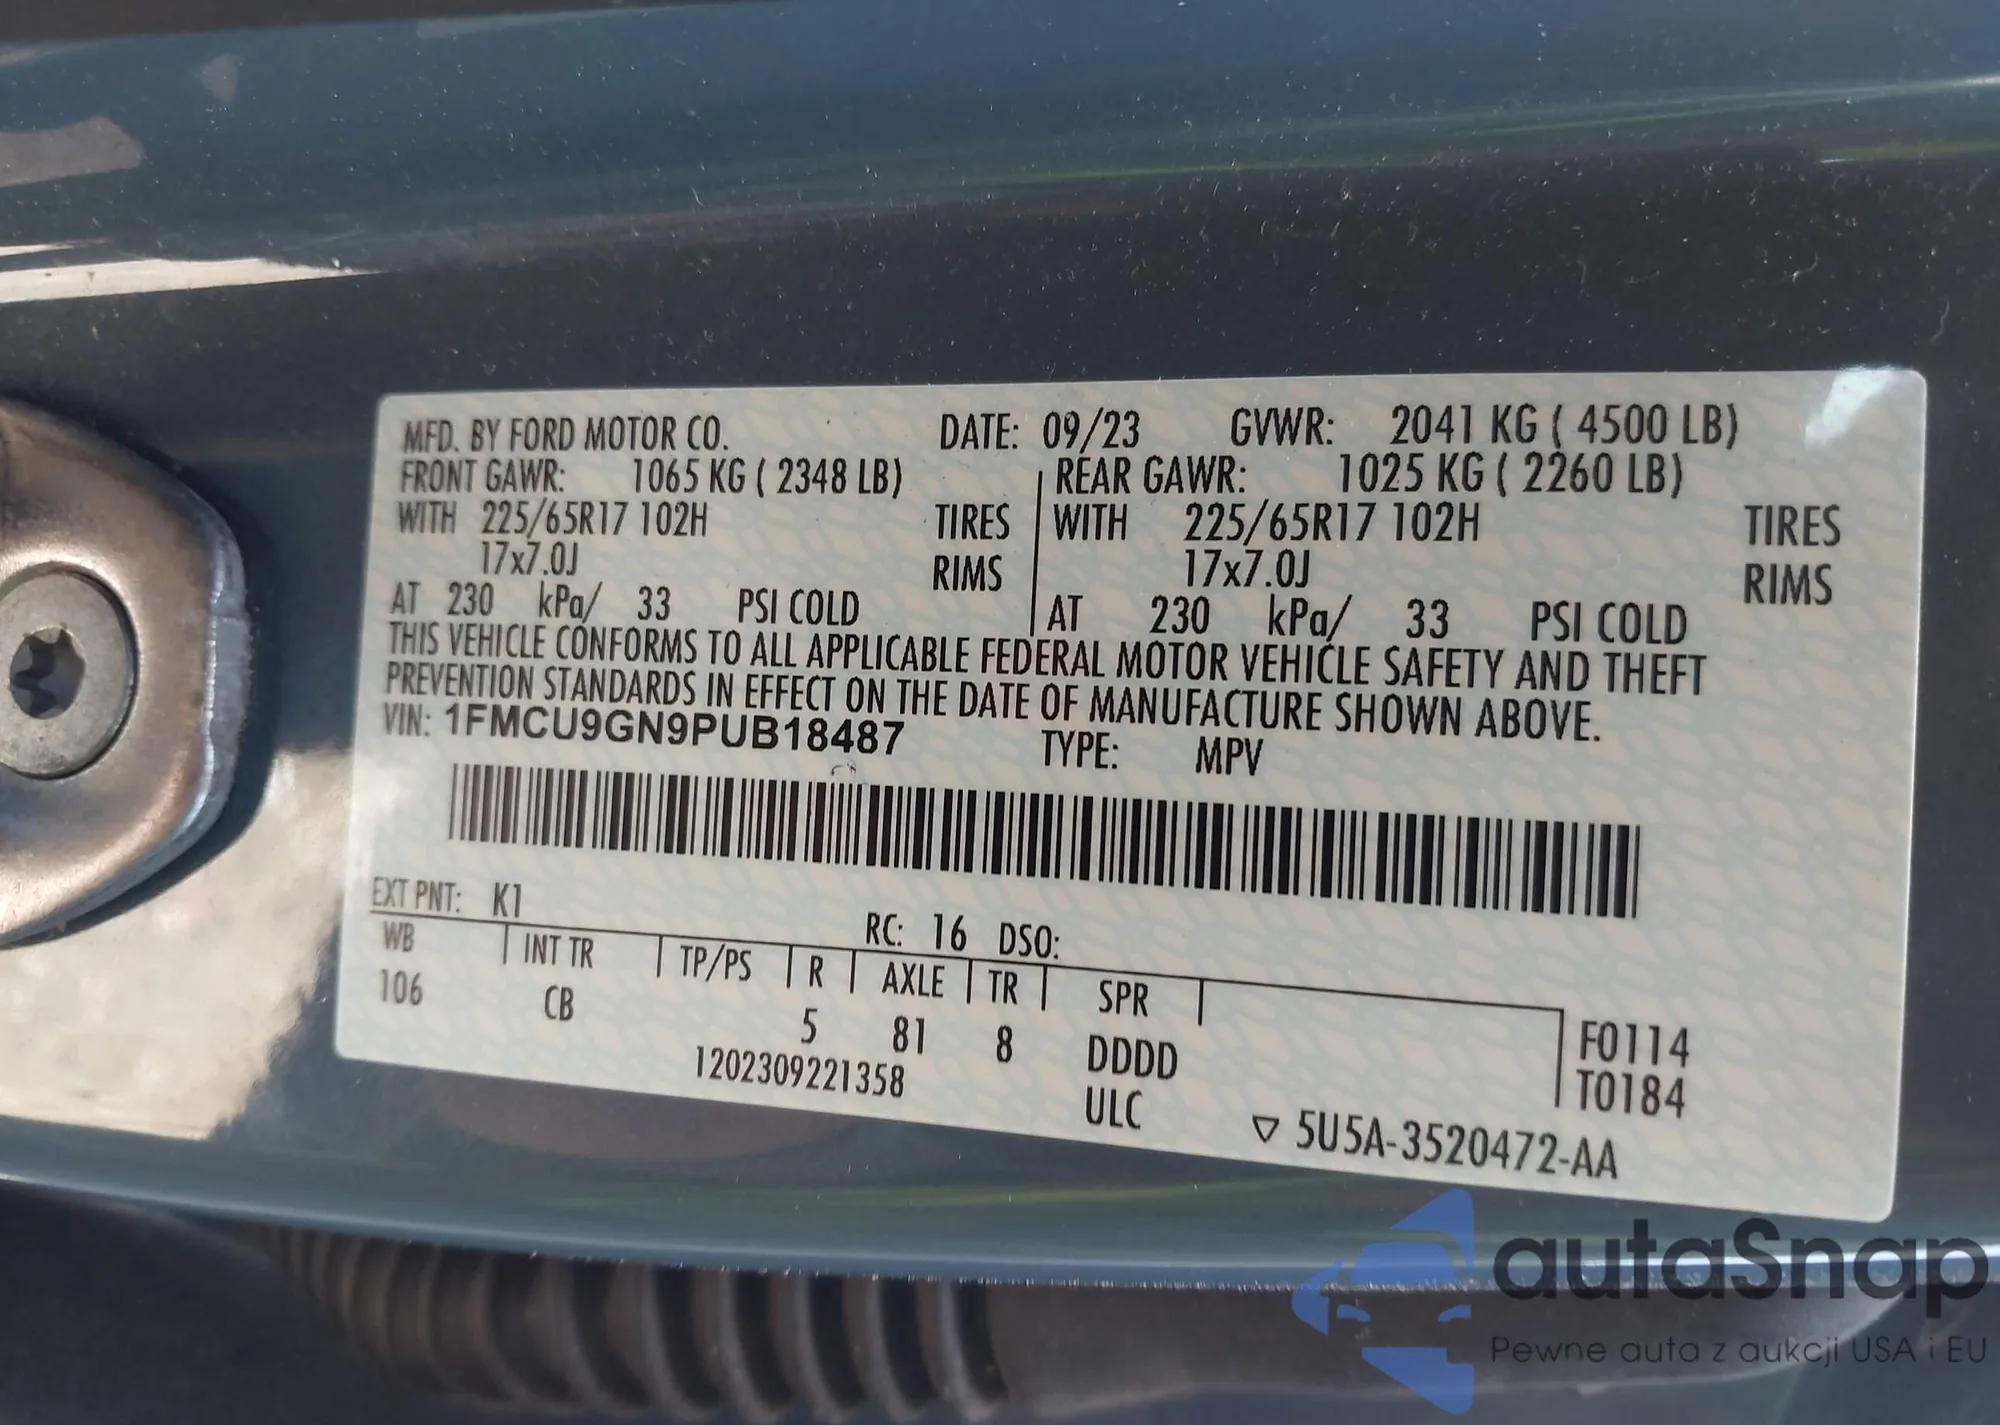 MFD. BY FORD MOTOR CO. DATE: 09/23 GVWR: 2041 KG ( 4500 LB)
FRONT GAWR: 1065 KG ( 2348 LB) REAR GAWR: 1025 KG ( 2260 LB)
WITH 225/65R17 102H TIRES WITH 225/65R17 102H TIRES
17x7.0J RIMS 17x7.0J RIMS
AT 230 kPa/ 33 PSI COLD AT 230 kPa/ 33 PSI COLD
THIS VEHICLE CONFORMS TO ALL APPLICABLE FEDERAL MOTOR VEHICLE SAFETY AND THEFT
PREVENTION STANDARDS IN EFFECT ON THE DATE OF MANUFACTURE SHOWN ABOVE.
VIN: 1FMCU9GN9PUB18487 TYPE: MPV
EXT PNT: K1 RC: 16 DSO:
WB INT TR TP/PS R AXLE TR SPR
106 CB 5 81 8 DDDD F0114
1202309221358 ULC T0184
5U5A-3520472-AA
autaSnap
Pewne auta z aukcji USA i EU